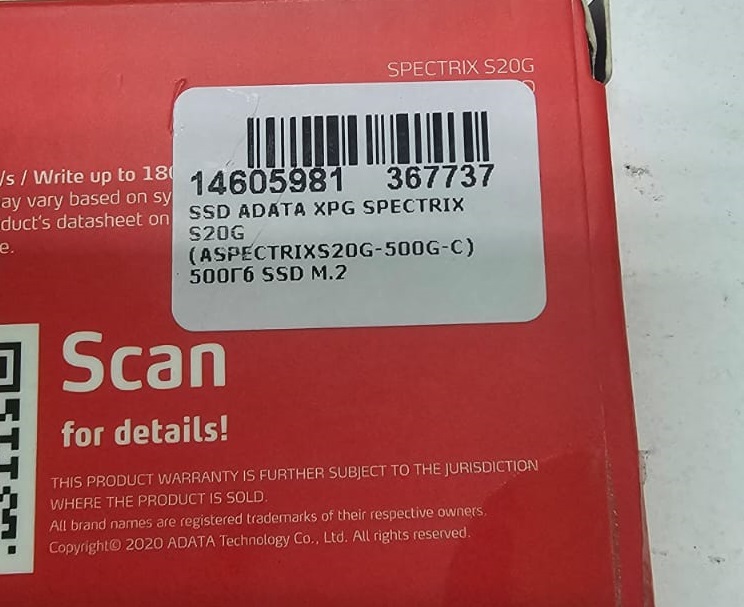 SPECTRIX S20G
/s / Write up to 180
ay vary based on sy
duct's datasheet on
e.
14605981 367737
SSD ADATA XPG SPECTRIX
S20G
(ASPECTRIXS20G-500G-C)
500Гб SSD M.2
Scan
for details!
THIS PRODUCT WARRANTY IS FURTHER SUBJECT TO THE JURISDICTION
WHERE THE PRODUCT IS SOLD.
All brand names are registered trademarks of their respective owners.
Copyright© 2020 ADATA Technology Co., Ltd. All rights reserved.